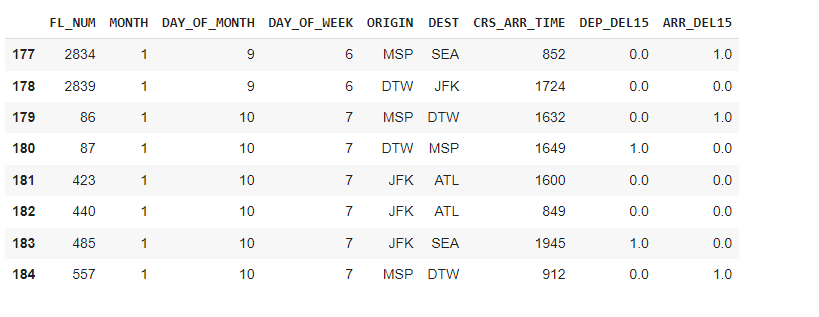 FL_NUM MONTH DAY_OF_MONTH DAY_OF_WEEK ORIGIN DEST CRS_ARR_TIME DEP_DEL15 ARR_DEL15
177 2834 1 9 6 MSP SEA 852 0.0 1.0
178 2839 1 9 6 DTW JFK 1724 0.0 0.0
179 86 1 10 7 MSP DTW 1632 0.0 1.0
180 87 1 10 7 DTW MSP 1649 1.0 0.0
181 423 1 10 7 JFK ATL 1600 0.0 0.0
182 440 1 10 7 JFK ATL 849 0.0 0.0
183 485 1 10 7 JFK SEA 1945 1.0 0.0
184 557 1 10 7 MSP DTW 912 0.0 1.0